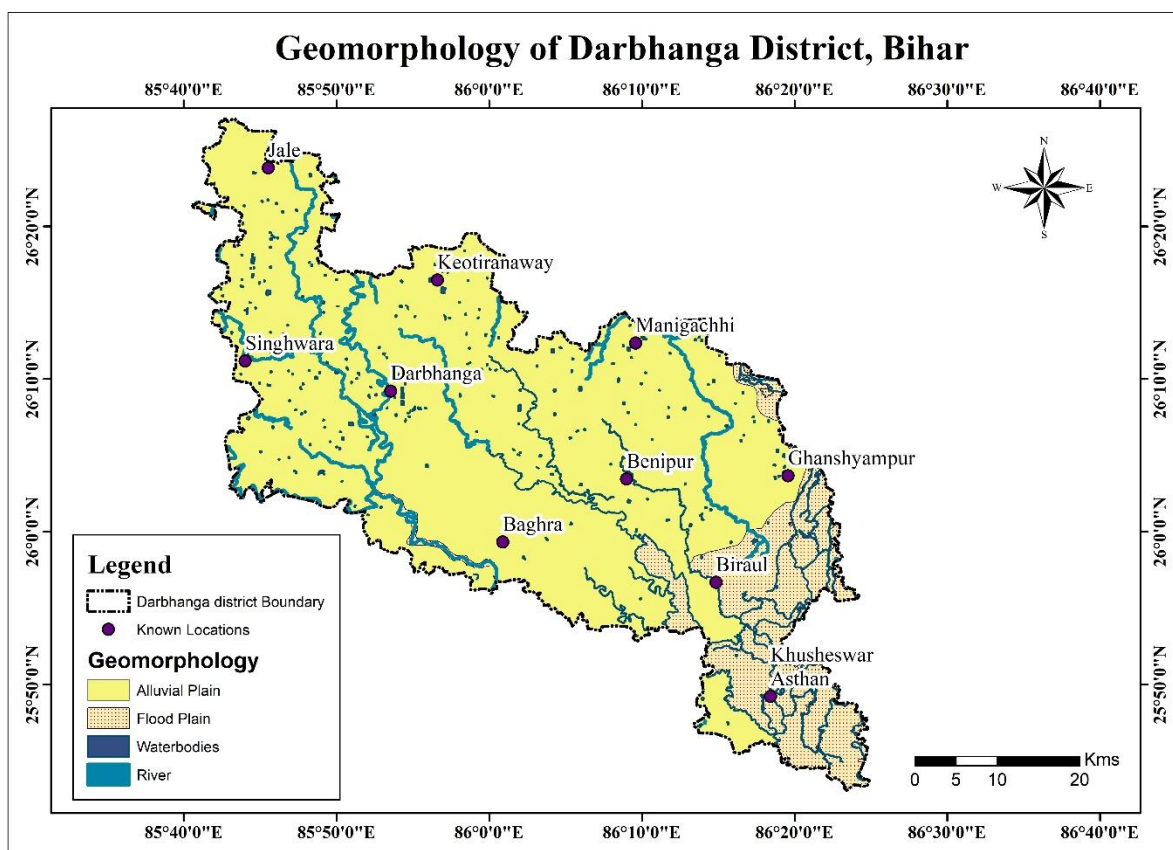 Geomorphology of Darbhanga District, Bihar
85°40'0"E 85°50'0"E 86°0'0"E 86°10'0"E 86°20'0"E 86°30'0"E 86°40'0"E
N
W E
S
26°20'0"N 26°20'0"N
26°10'0"N 26°10'0"N
26°0'0"N 26°0'0"N
25°50'0"N 25°50'0"N
Jale
Keotiranaway
Manigachhi
Singhwara
Darbhanga
Ghanshyampur
Benipur
Baghra
Biraul
Khusheswar
Asthan
Legend
Darbhanga district Boundary
Known Locations
Geomorphology
Alluvial Plain
Flood Plain
Waterbodies
River
Kms
0 5 10 20
85°40'0"E 85°50'0"E 86°0'0"E 86°10'0"E 86°20'0"E 86°30'0"E 86°40'0"E